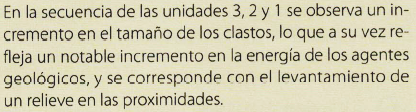 En la secuencia de las unidades 3, 2 y 1 se observa un in-
cremento en el tamaño de los clastos, lo que a su vez re-
fleja un notable incremento en la energía de los agentes
geológicos, y se corresponde con el levantamiento de
un relieve en las proximidades.